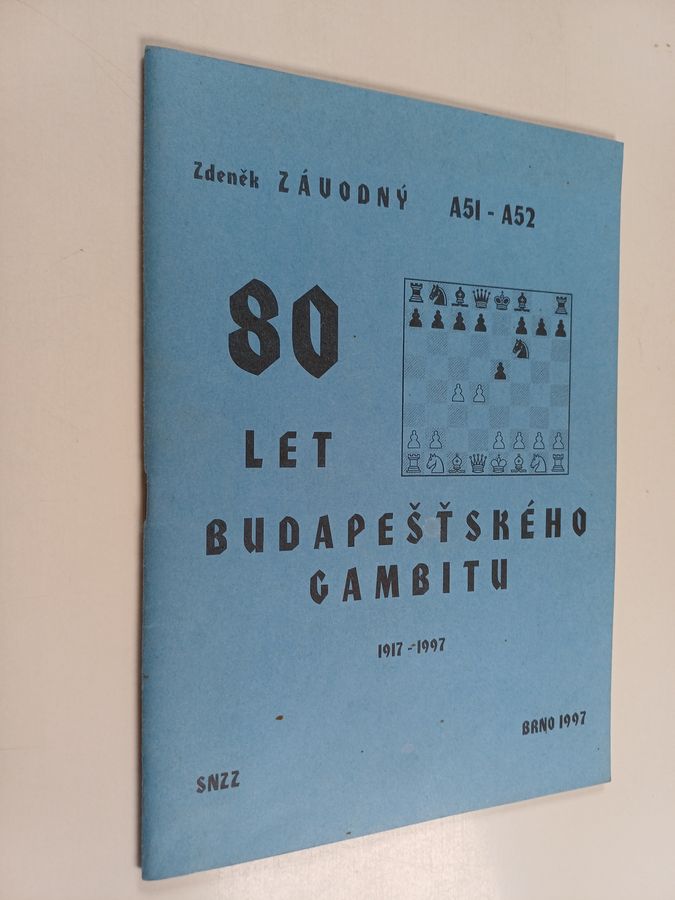 Zdeněk ZÁVODNÝ A51 - A52
80
LET
BUDAPEŠŤSKÉHO
GAMBITU
1917 - 1997
BRNO 1997
SNZZ